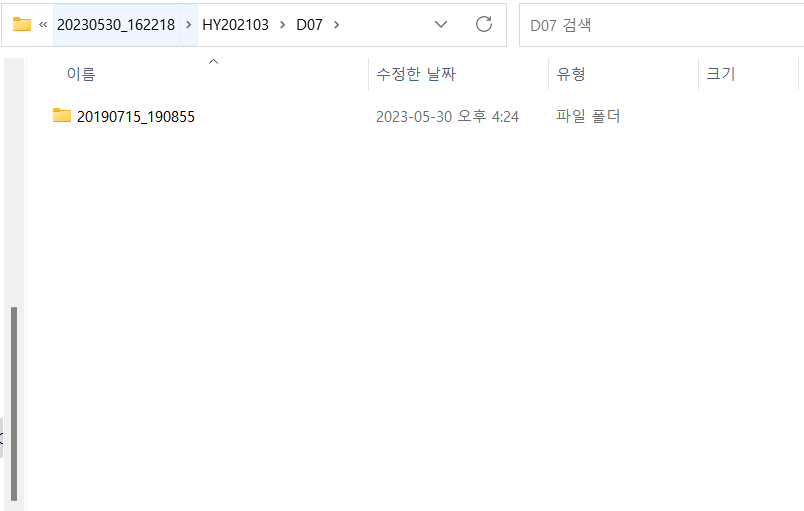 « 20230530_162218 > HY202103 > D07 >
D07 검색
이름 수정한 날짜 유형 크기
20190715_190855 2023-05-30 오후 4:24 파일 폴더